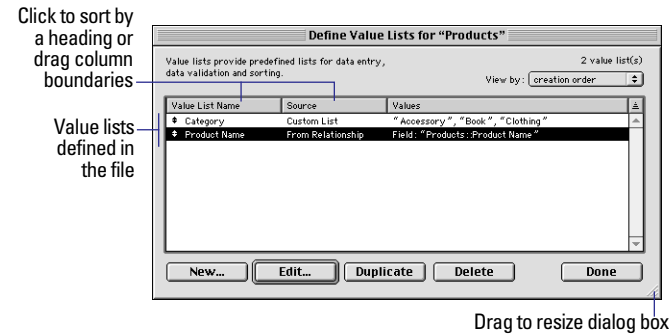 Click to sort by
a heading or
drag column
boundaries
Value lists
defined in
the file
Define Value Lists for “Products”
Value lists provide predefined lists for data entry,
data validation and sorting.
2 value list(s)
View by: creation order
Value List Name Source Values
Category Custom List “Accessory”, “Book”, “Clothing”
Product Name From Relationship Field: “Products::Product Name”
New... Edit... Duplicate Delete Done
Drag to resize dialog box